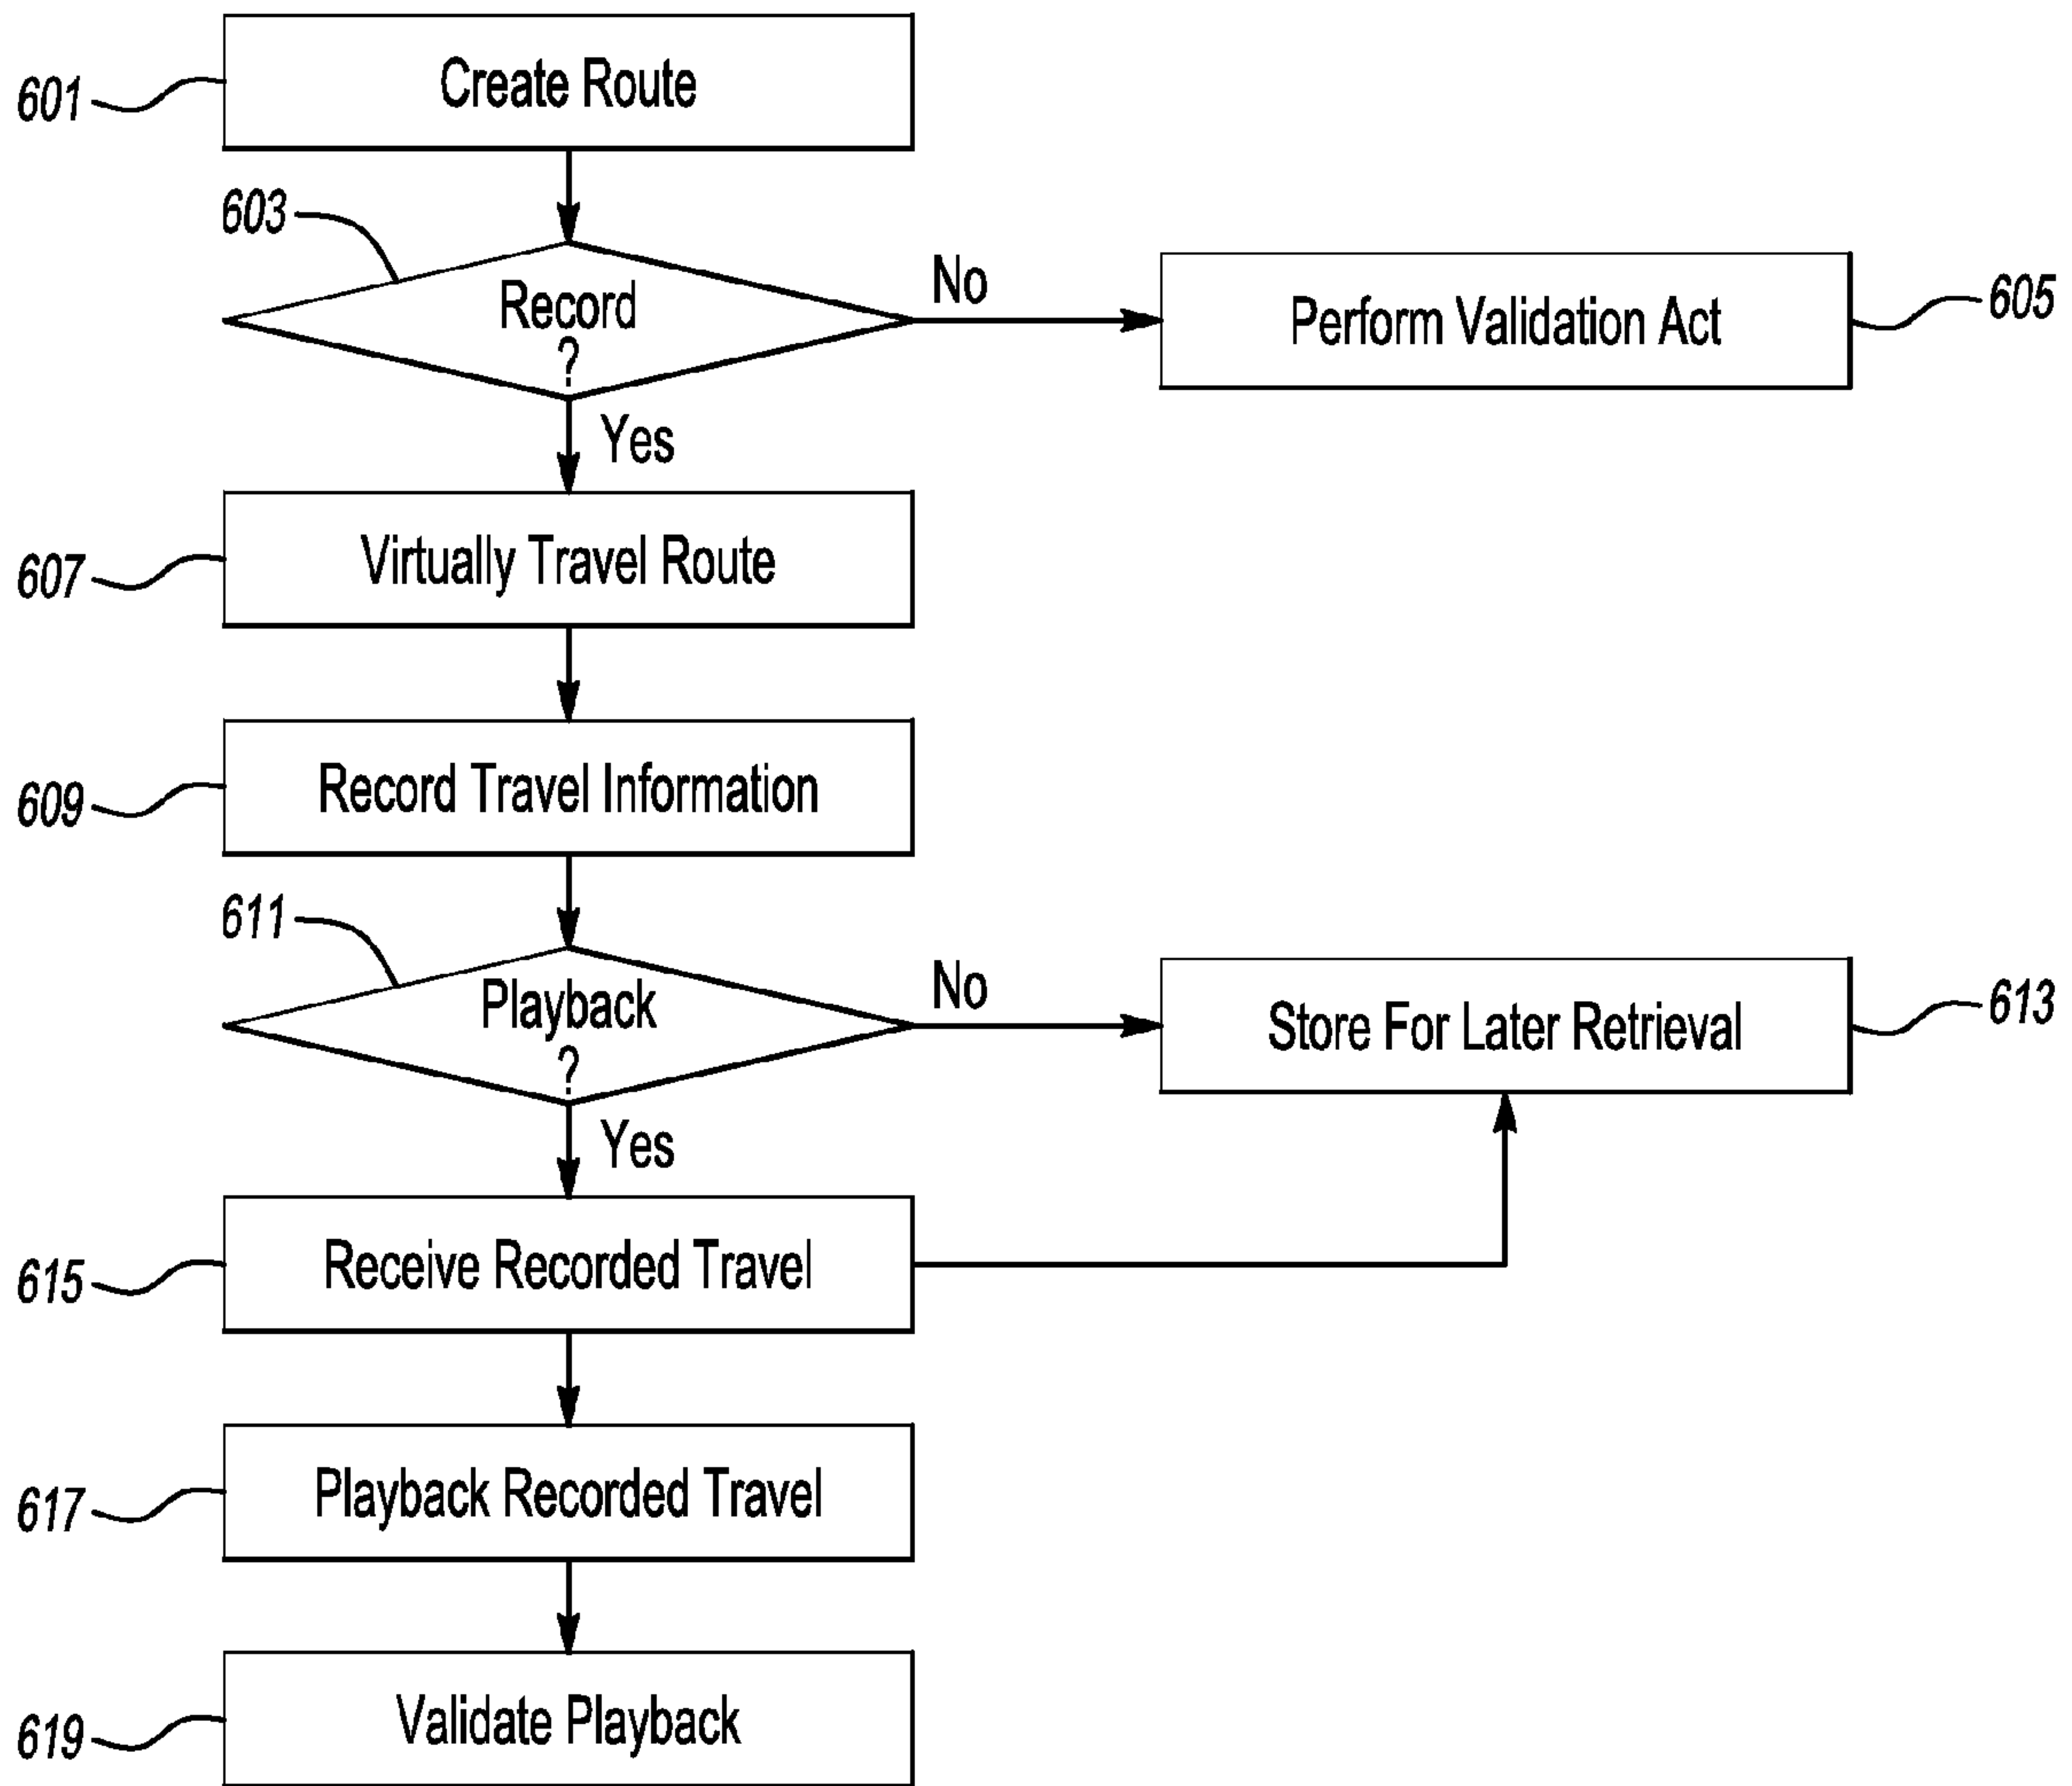 601
Create Route
603
Record
?
No
Perform Validation Act
605
Yes
607
Virtually Travel Route
609
Record Travel Information
611
Playback
?
No
Store For Later Retrieval
613
Yes
615
Receive Recorded Travel
617
Playback Recorded Travel
619
Validate Playback